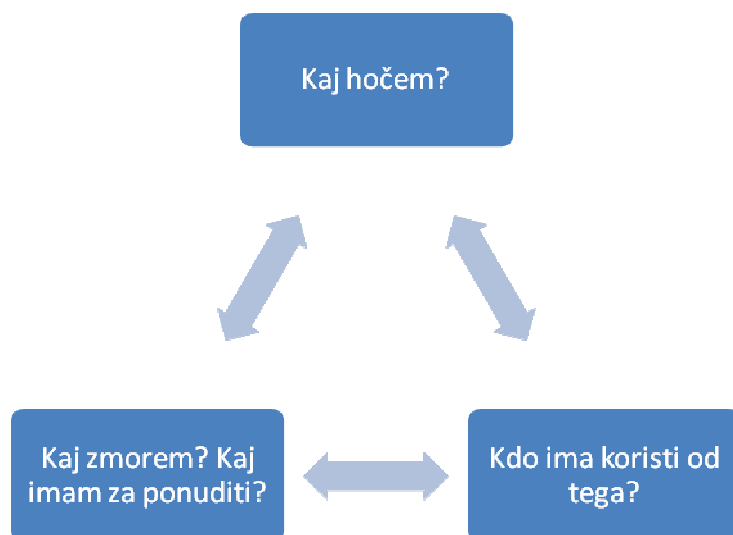 Kaj hočem?
Kaj zmorem? Kaj
imam za ponuditi?
Kdo ima koristi od
tega?